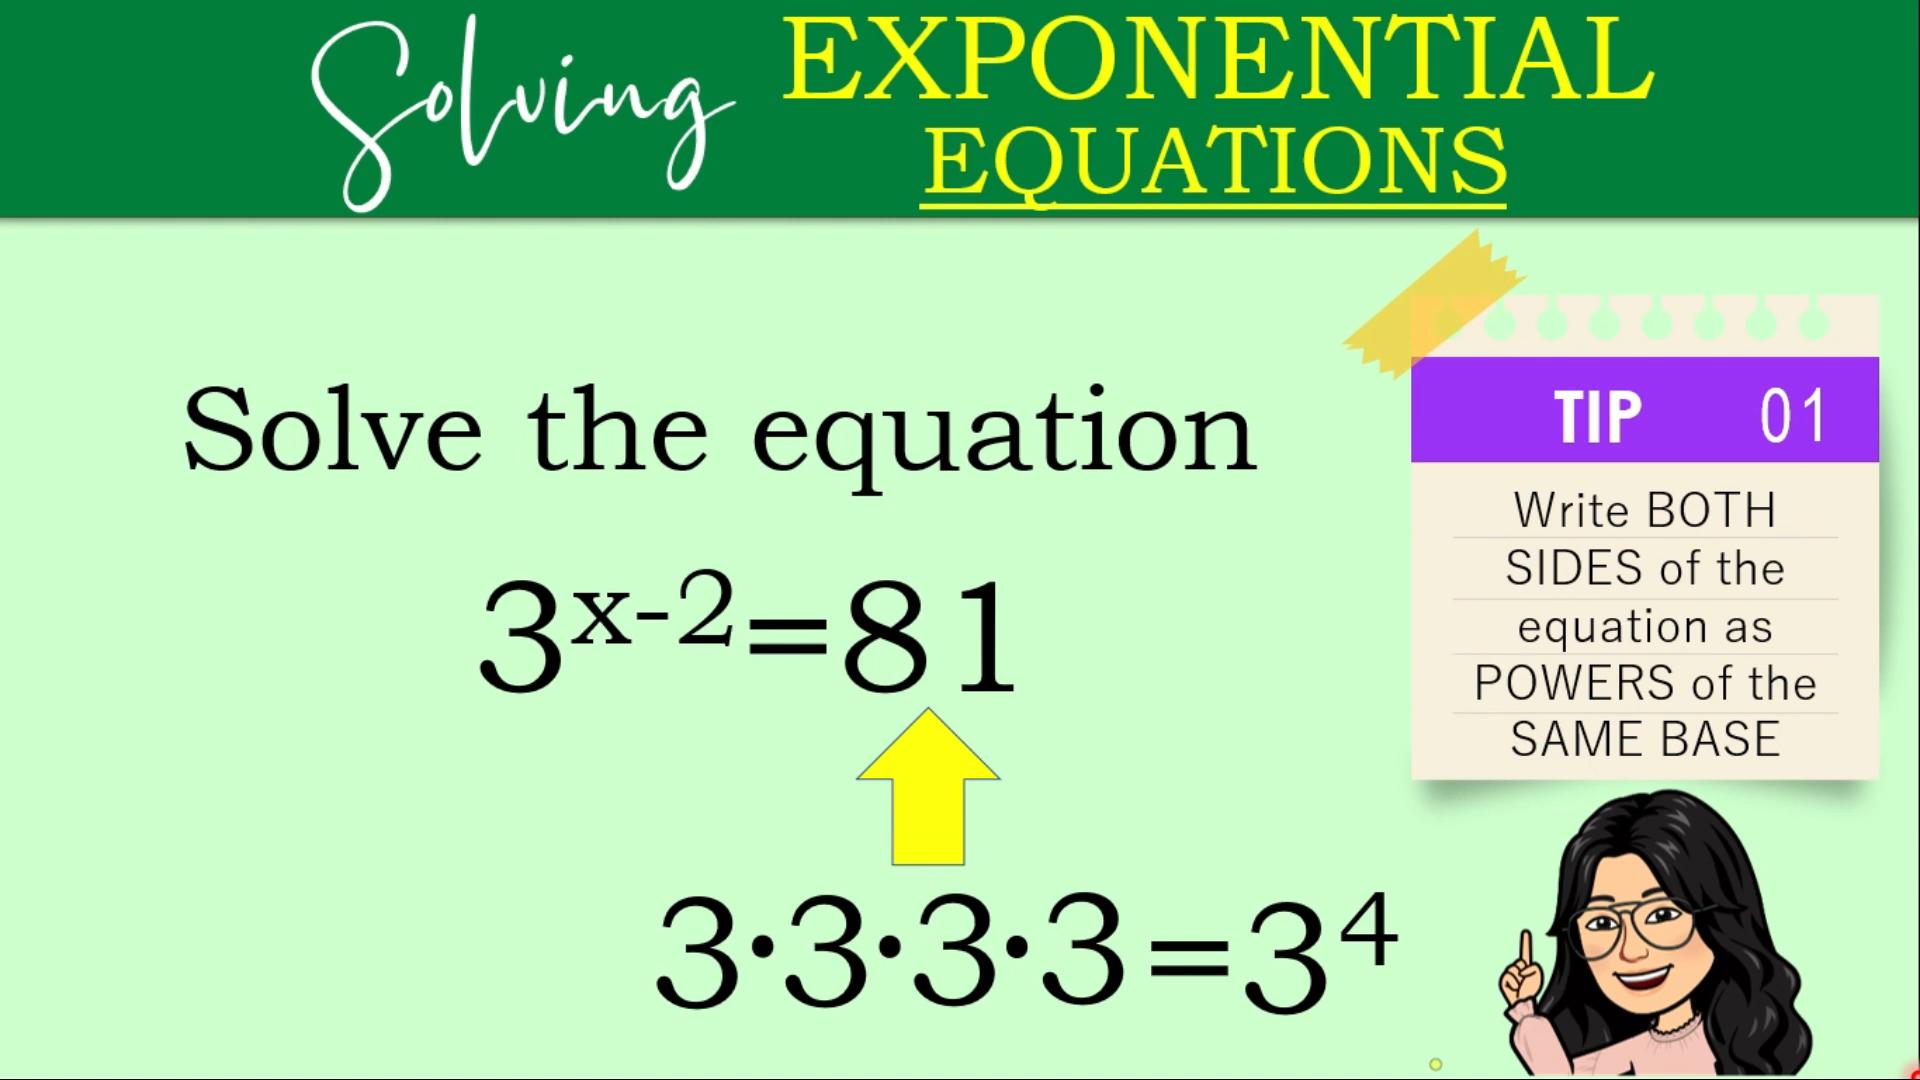 Solving EXPONENTIAL
EQUATIONS
Solve the equation
3ˣ⁻²=81
3·3·3·3=3⁴
TIP 01
Write BOTH
SIDES of the
equation as
POWERS of the
SAME BASE